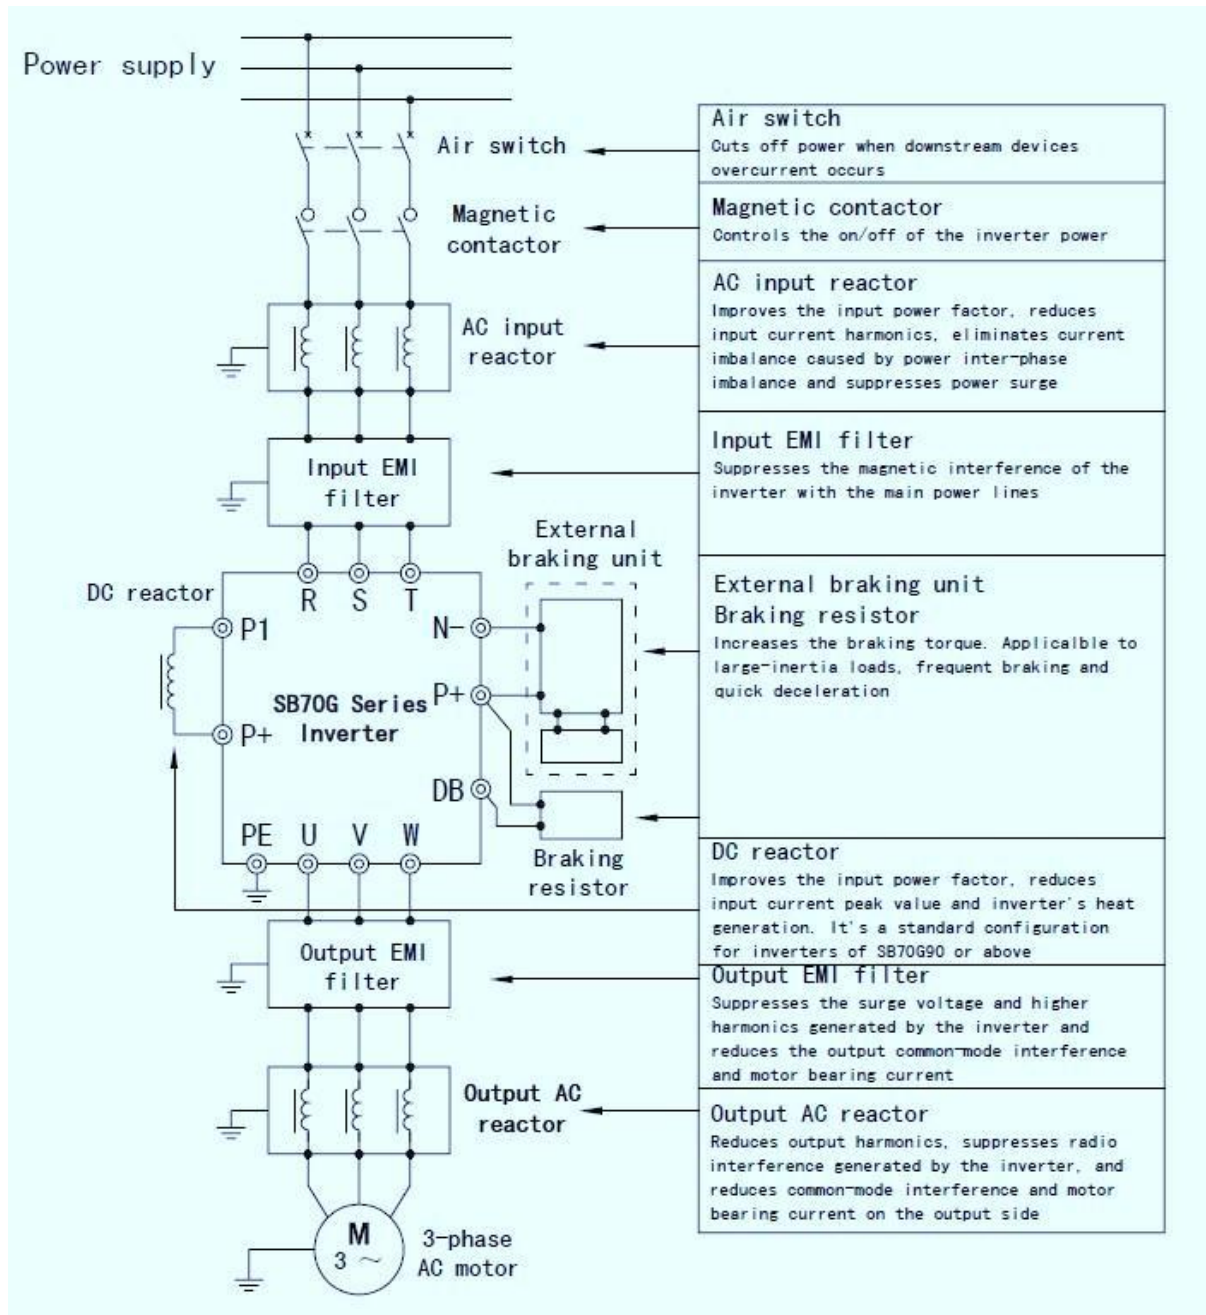 Power supply
Air switch
Magnetic
contactor
AC input
reactor
Input EMI
filter
External
braking unit
DC reactor
R S T
P1
N-
P+
SB70G Series
Inverter
P+
DB
PE U V W
Braking
resistor
Output EMI
filter
Output AC
reactor
M
3 ~
3-phase
AC motor
Air switch
Cuts off power when downstream devices
overcurrent occurs
Magnetic contactor
Controls the on/off of the inverter power
AC input reactor
Improves the input power factor, reduces
input current harmonics, eliminates current
imbalance caused by power inter-phase
imbalance and suppresses power surge
Input EMI filter
Suppresses the magnetic interference of the
inverter with the main power lines
External braking unit
Braking resistor
Increases the braking torque. Applicalble to
large-inertia loads, frequent braking and
quick deceleration
DC reactor
Improves the input power factor, reduces
input current peak value and inverter's heat
generation. It's a standard configuration
for inverters of SB70G90 or above
Output EMI filter
Suppresses the surge voltage and higher
harmonics generated by the inverter and
reduces the output common-mode interference
and motor bearing current
Output AC reactor
Reduces output harmonics, suppresses radio
interference generated by the inverter, and
reduces common-mode interference and motor
bearing current on the output side